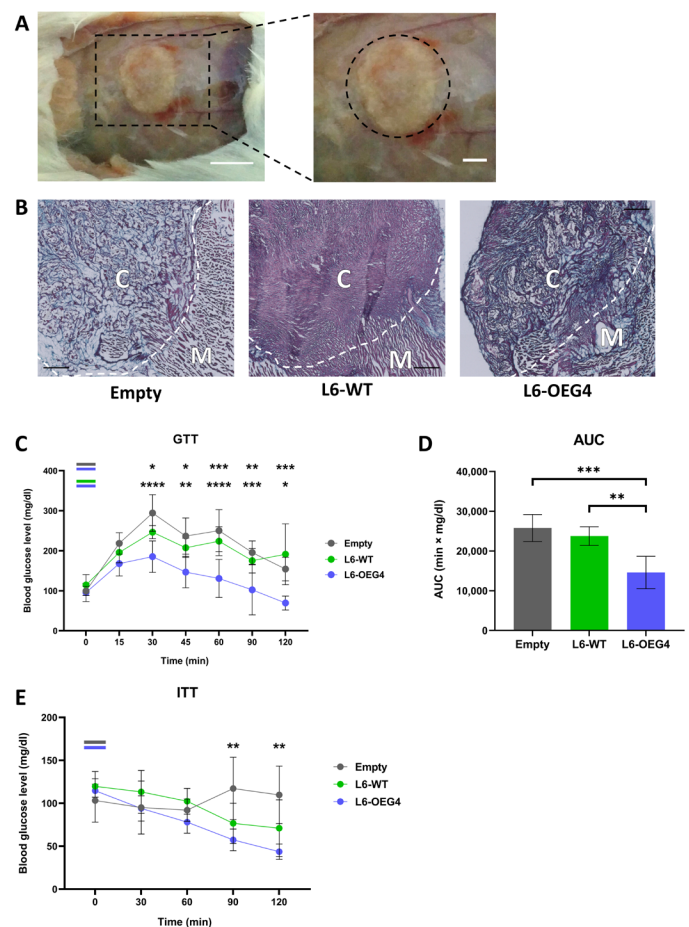 A
B
C
M
Empty
C
M
L6-WT
C
M
L6-OEG4
C
GTT
Blood glucose level (mg/dl)
400
300
200
100
0
* * *** ** ***
**** ** **** *** *
0 15 30 45 60 90 120
Time (min)
Empty
L6-WT
L6-OEG4
D
AUC
AUC (min × mg/dl)
40,000
30,000
20,000
10,000
0
***
**
Empty L6-WT L6-OEG4
E
ITT
Blood glucose level (mg/dl)
200
150
100
50
0
** **
0 30 60 90 120
Time (min)
Empty
L6-WT
L6-OEG4